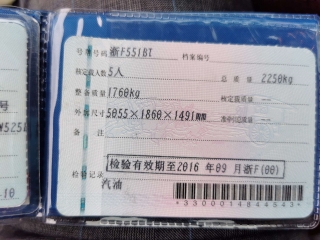 号牌号码 浙F551BT 档案编号
核定载人数 5人 总质量 2250kg
整备质量 1760kg 核定载质量 --
外廓尺寸 5055×1860×1491mm 准牵引总质量 --
备注
检验有效期至2016年09月浙F(00)
检验记录
汽油
*3300014844543*
号
10